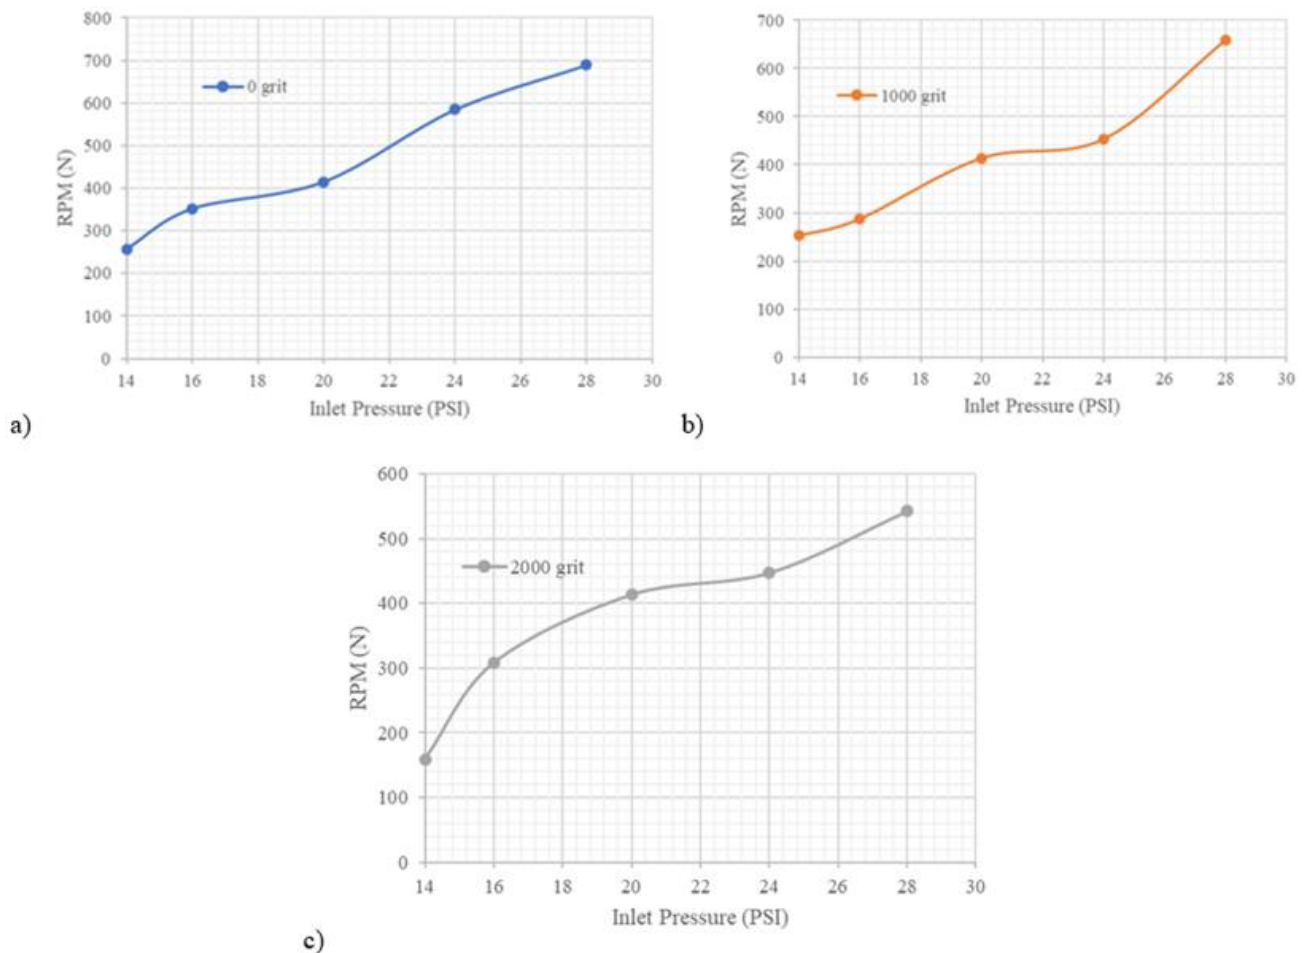 800
700
600
500
400
300
200
100
0
RPM (N)
0 grit
14 16 18 20 22 24 26 28 30
Inlet Pressure (PSI)
a)
700
600
500
400
300
200
100
0
RPM (N)
1000 grit
14 16 18 20 22 24 26 28 30
Inlet Pressure (PSI)
b)
600
500
400
300
200
100
0
RPM (N)
2000 grit
14 16 18 20 22 24 26 28 30
Inlet Pressure (PSI)
c)